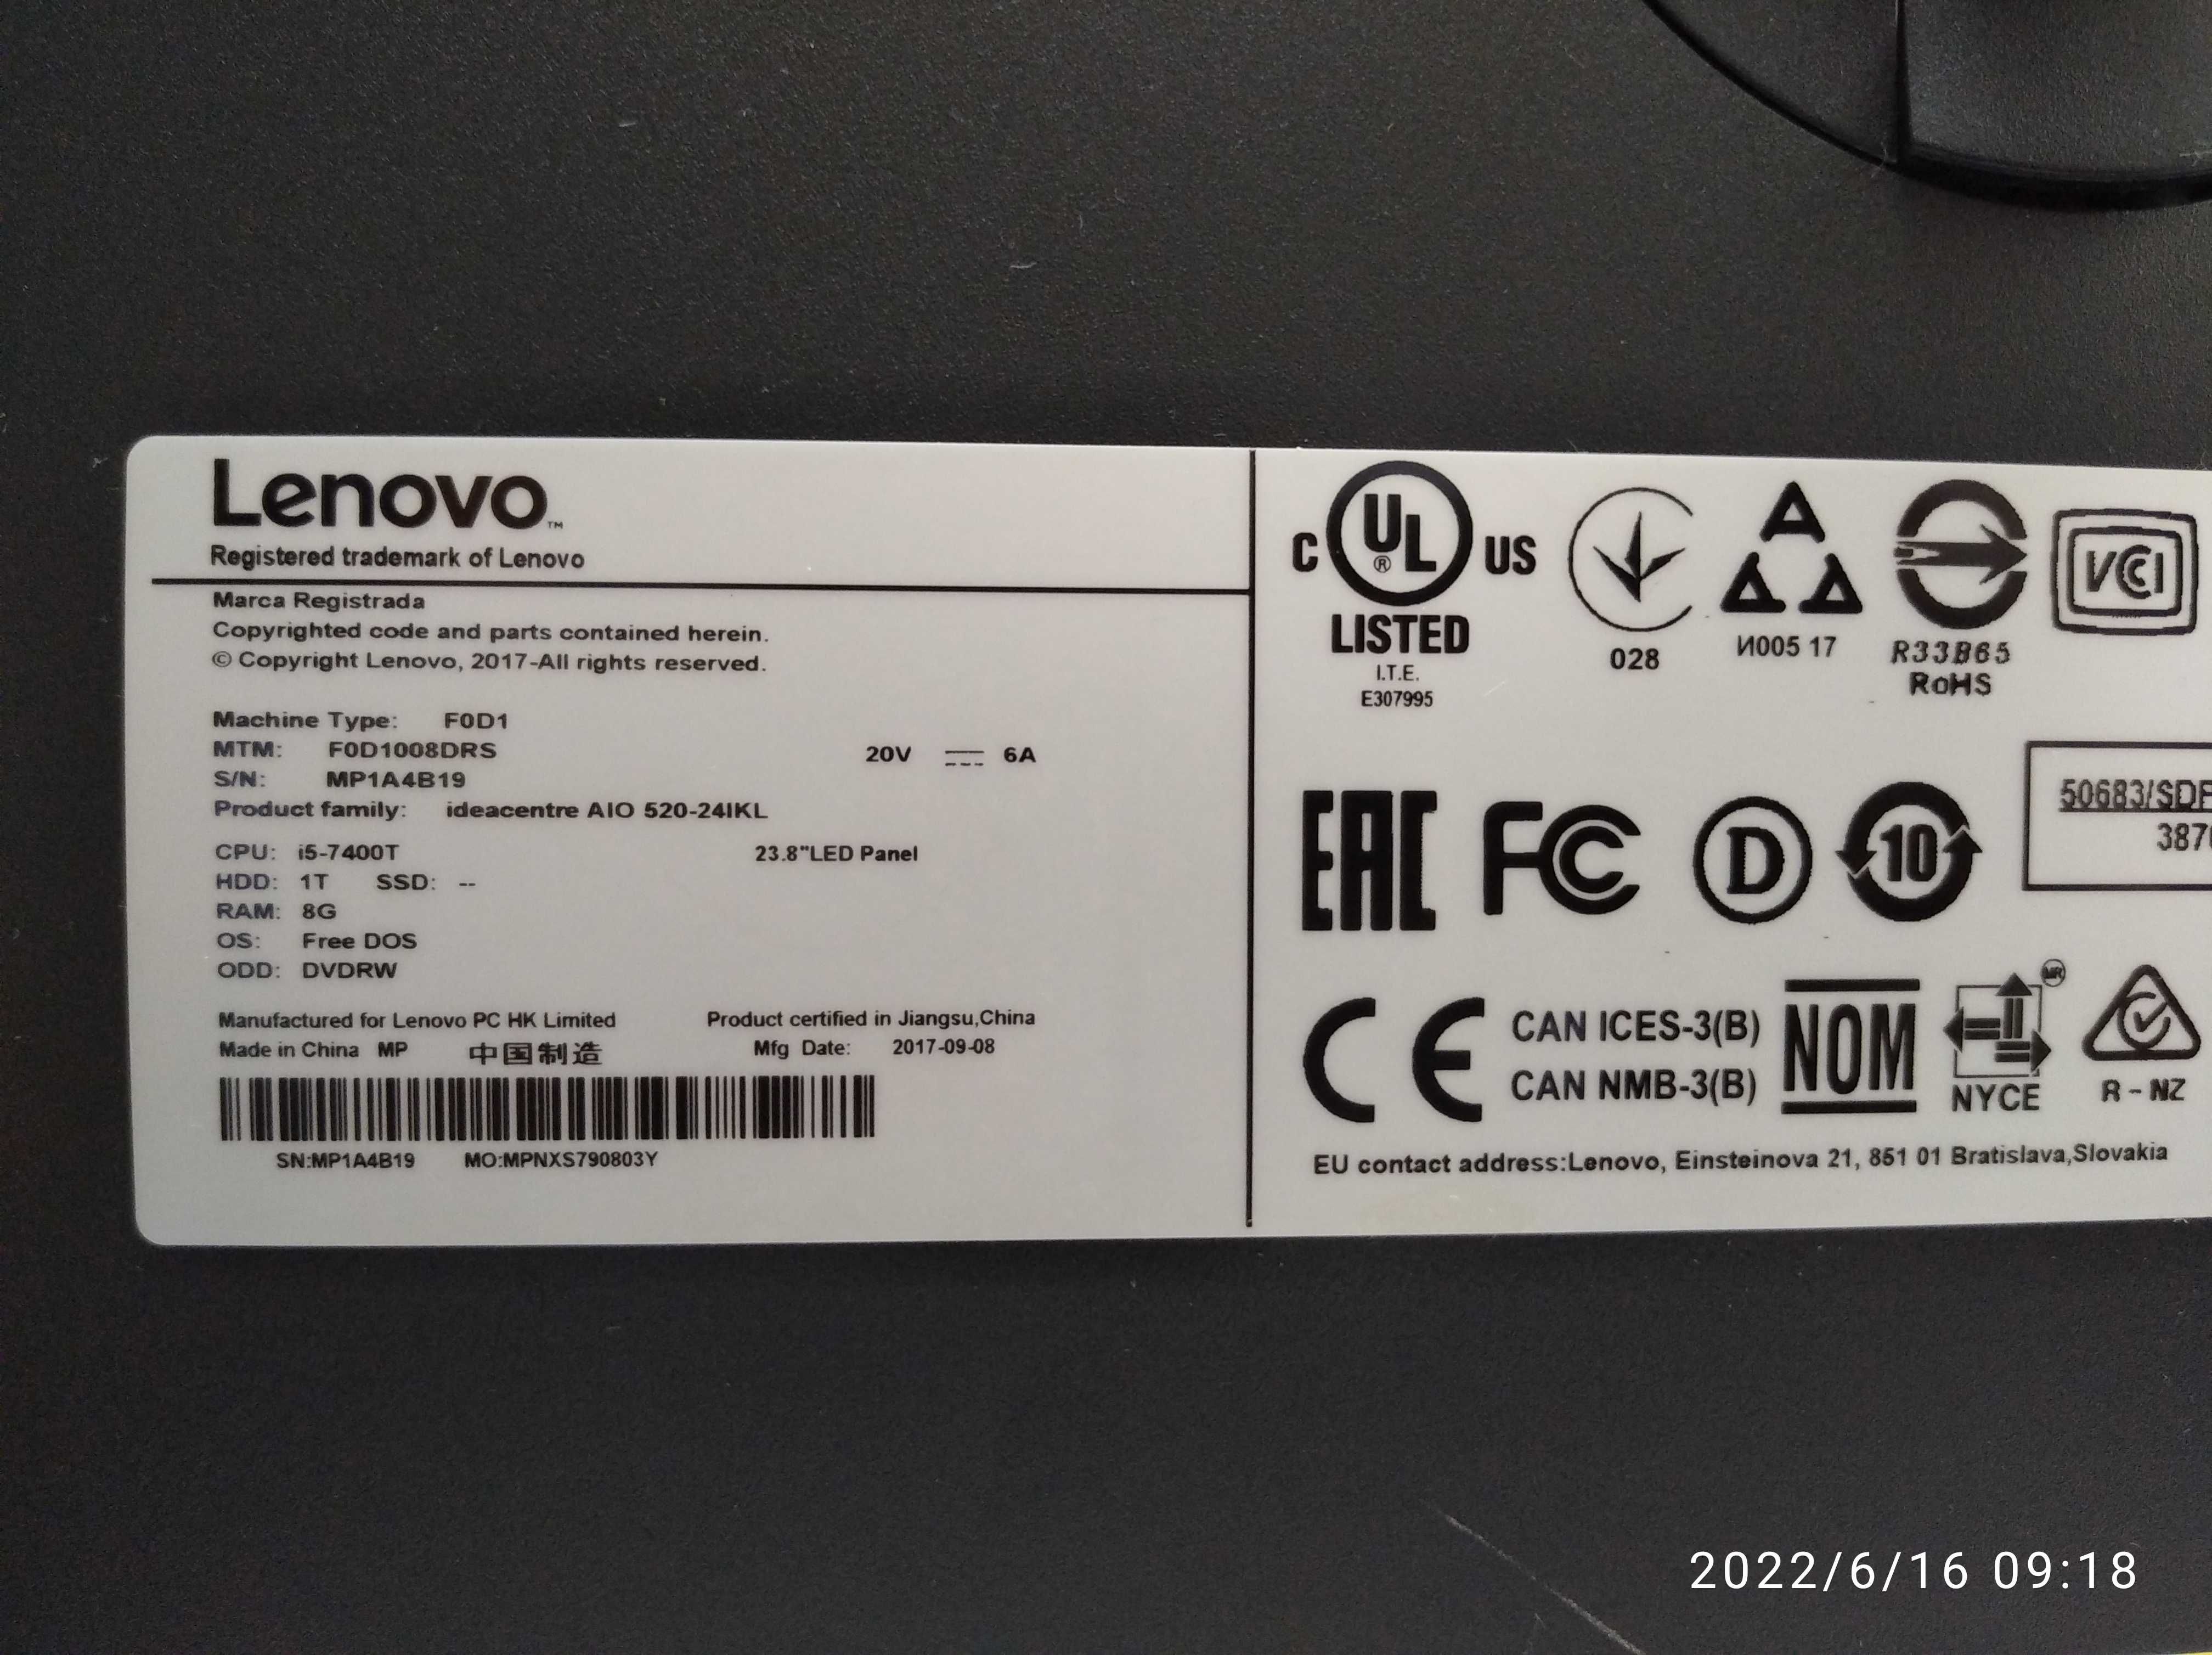 Lenovo™
Registered trademark of Lenovo
Marca Registrada
Copyrighted code and parts contained herein.
© Copyright Lenovo, 2017-All rights reserved.
Machine Type: F0D1
MTM: F0D1008DRS
20V 6A
S/N: MP1A4B19
Product family: ideacentre AIO 520-24IKL
CPU: i5-7400T 23.8"LED Panel
HDD: 1T SSD: --
RAM: 8G
OS: Free DOS
ODD: DVDRW
Manufactured for Lenovo PC HK Limited Product certified in Jiangsu,China
Made in China MP 中国制造 Mfg Date: 2017-09-08
SN:MP1A4B19 MO:MPNXS790803Y
C UL ® US
LISTED
I.T.E.
E307995
028
И005 17
R33B65
RoHS
VCCI
EAC FC D 10
50683/SDP
387
CE CAN ICES-3(B)
CAN NMB-3(B)
NOM
MR
NYCE
R-NZ
EU contact address:Lenovo, Einsteinova 21, 851 01 Bratislava,Slovakia
2022/6/16 09:18